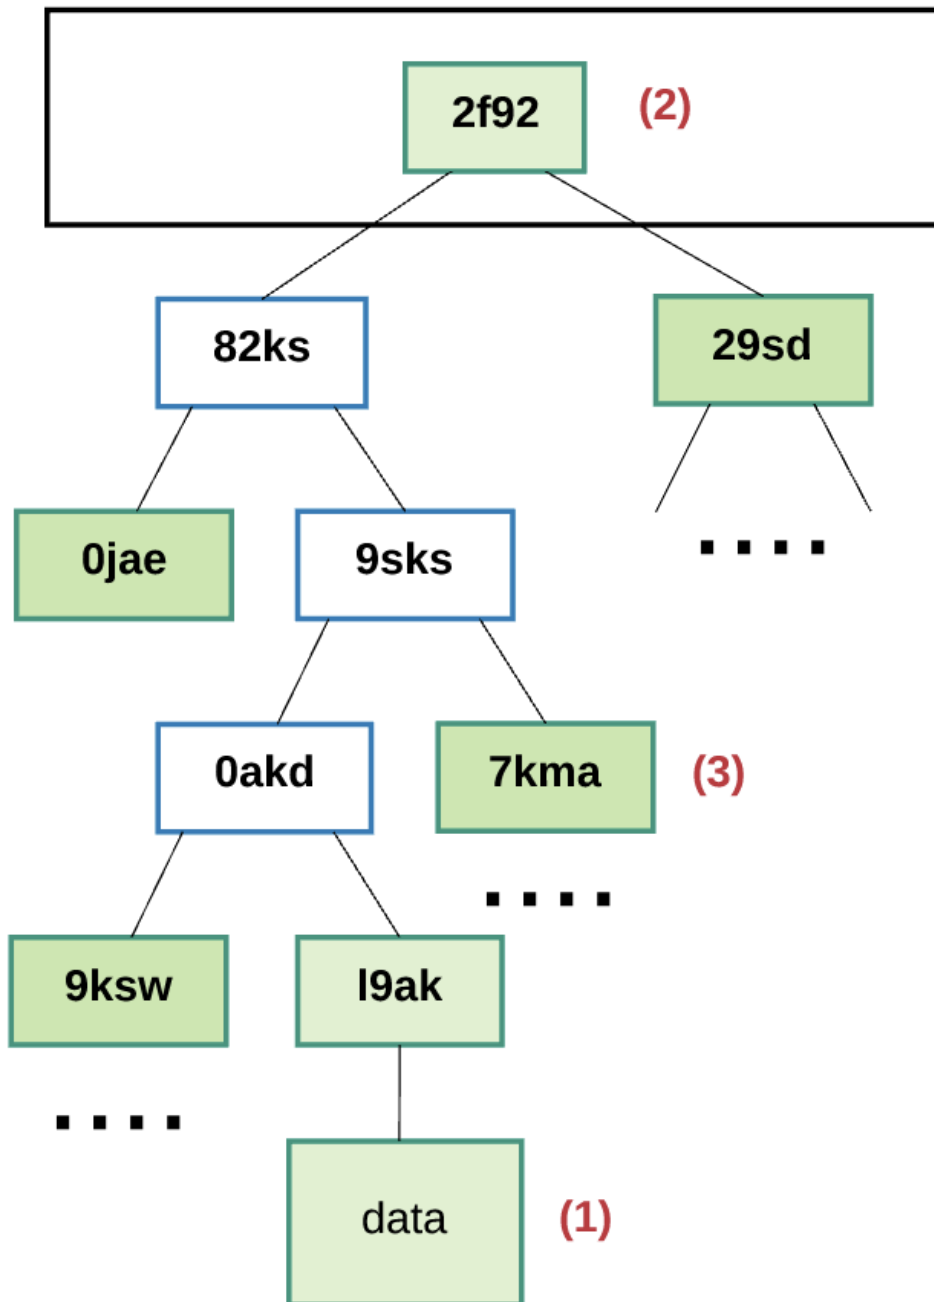 2f92 (2)
82ks 29sd
0jae 9sks
....
0akd 7kma (3)
....
9ksw l9ak
....
data (1)